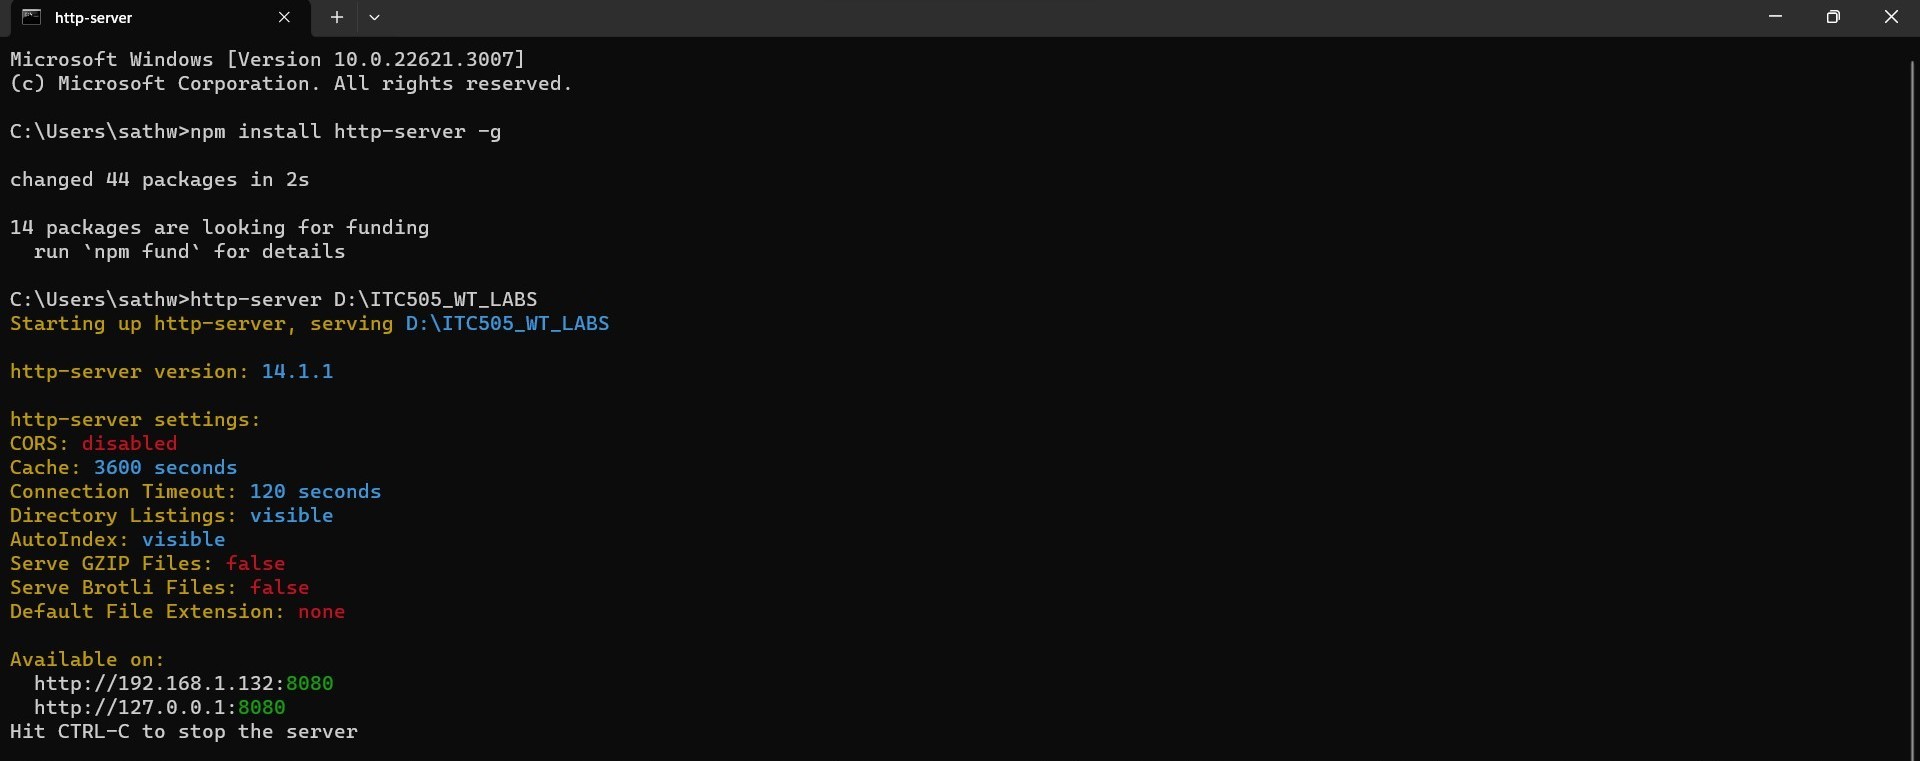 http-server
Microsoft Windows [Version 10.0.22621.3007]
(c) Microsoft Corporation. All rights reserved.
C:\Users\sathw>npm install http-server -g
changed 44 packages in 2s
14 packages are looking for funding
  run `npm fund` for details
C:\Users\sathw>http-server D:\ITC505_WT_LABS
Starting up http-server, serving D:\ITC505_WT_LABS
http-server version: 14.1.1
http-server settings:
CORS: disabled
Cache: 3600 seconds
Connection Timeout: 120 seconds
Directory Listings: visible
AutoIndex: visible
Serve GZIP Files: false
Serve Brotli Files: false
Default File Extension: none
Available on:
  http://192.168.1.132:8080
  http://127.0.0.1:8080
Hit CTRL-C to stop the server